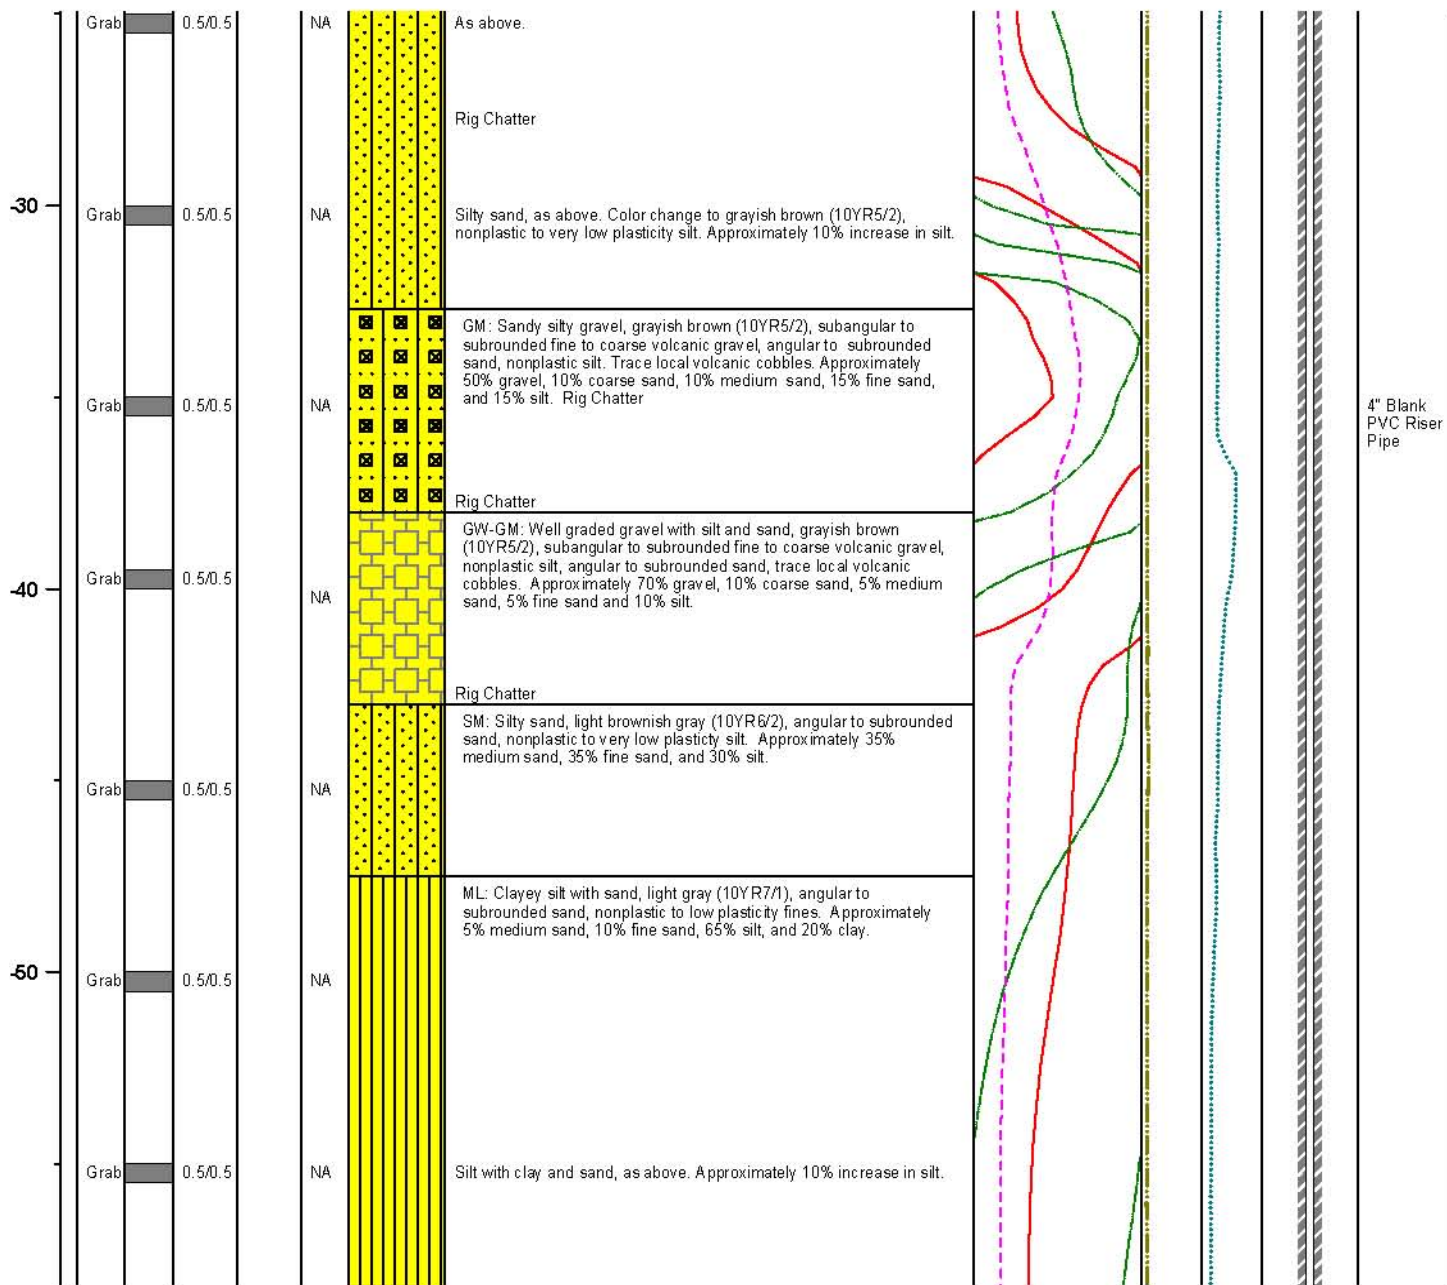 Grab 0.5/0.5 NA As above.
Rig Chatter
-30
Grab 0.5/0.5 NA
Silty sand, as above. Color change to grayish brown (10YR5/2),
nonplastic to very low plasticity silt. Approximately 10% increase in silt.
GM: Sandy silty gravel, grayish brown (10YR5/2), subangular to
subrounded fine to coarse volcanic gravel, angular to subrounded
sand, nonplastic silt. Trace local volcanic cobbles. Approximately
50% gravel, 10% coarse sand, 10% medium sand, 15% fine sand,
and 15% silt. Rig Chatter
Grab 0.5/0.5 NA
4" Blank
PVC Riser
Pipe
Rig Chatter
GW-GM: Well graded gravel with silt and sand, grayish brown
(10YR5/2), subangular to subrounded fine to coarse volcanic gravel,
nonplastic silt, angular to subrounded sand, trace local volcanic
cobbles. Approximately 70% gravel, 10% coarse sand, 5% medium
sand, 5% fine sand and 10% silt.
Grab 0.5/0.5
-40
NA
Rig Chatter
SM: Silty sand, light brownish gray (10YR6/2), angular to subrounded
sand, nonplastic to very low plasticty silt. Approximately 35%
medium sand, 35% fine sand, and 30% silt.
Grab 0.5/0.5 NA
ML: Clayey silt with sand, light gray (10YR7/1), angular to
subrounded sand, nonplastic to low plasticity fines. Approximately
5% medium sand, 10% fine sand, 65% silt, and 20% clay.
-50
Grab 0.5/0.5 NA
Grab 0.5/0.5 NA Silt with clay and sand, as above. Approximately 10% increase in silt.